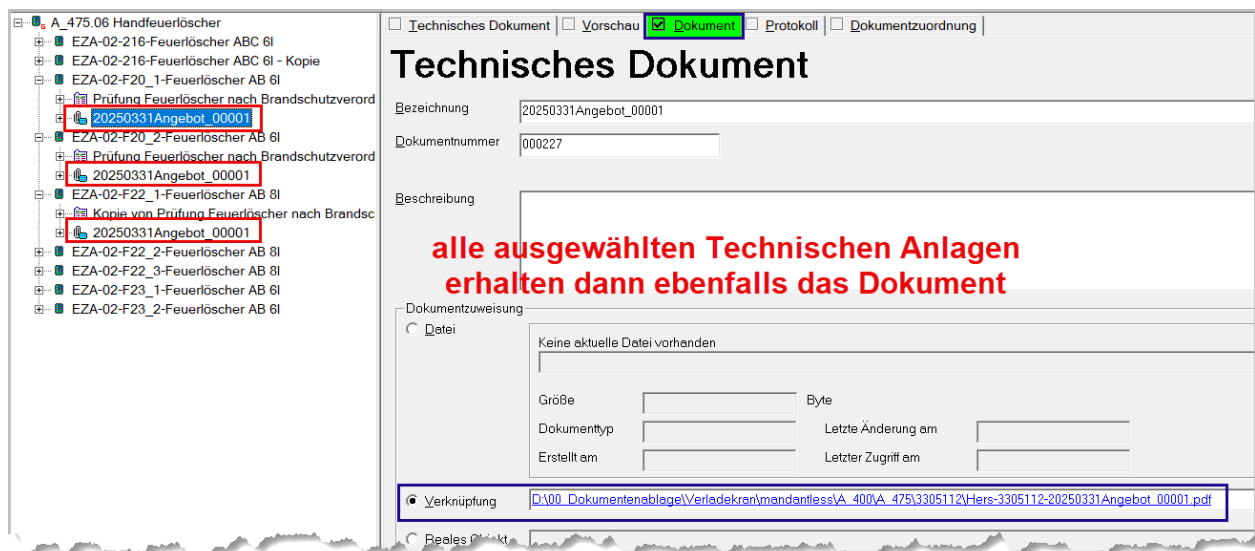 A_475.06 Handfeuerlöscher
EZA-02-216-Feuerlöscher ABC 6l
EZA-02-216-Feuerlöscher ABC 6l - Kopie
EZA-02-F20_1-Feuerlöscher AB 6l
Prüfung Feuerlöscher nach Brandschutzverord
20250331Angebot_00001
EZA-02-F20_2-Feuerlöscher AB 6l
Prüfung Feuerlöscher nach Brandschutzverord
20250331Angebot_00001
EZA-02-F22_1-Feuerlöscher AB 8l
Kopie von Prüfung Feuerlöscher nach Brandsc
20250331Angebot_00001
EZA-02-F22_2-Feuerlöscher AB 8l
EZA-02-F22_3-Feuerlöscher AB 8l
EZA-02-F23_1-Feuerlöscher AB 6l
EZA-02-F23_2-Feuerlöscher AB 6l
Technisches Dokument Vorschau Dokument Protokoll Dokumentzuordnung
Technisches Dokument
Bezeichnung 20250331Angebot_00001
Dokumentnummer 000227
Beschreibung
alle ausgewählten Technischen Anlagen
erhalten dann ebenfalls das Dokument
Dokumentzuweisung
Datei
Keine aktuelle Datei vorhanden
Größe Byte
Dokumenttyp Letzte Änderung am
Erstellt am Letzter Zugriff am
Verknüpfung D:\00_Dokumentenablage\Verladekran\mandantless\A_400\A_475\3305112\Hers-3305112-20250331Angebot_00001.pdf
Reales Objekt